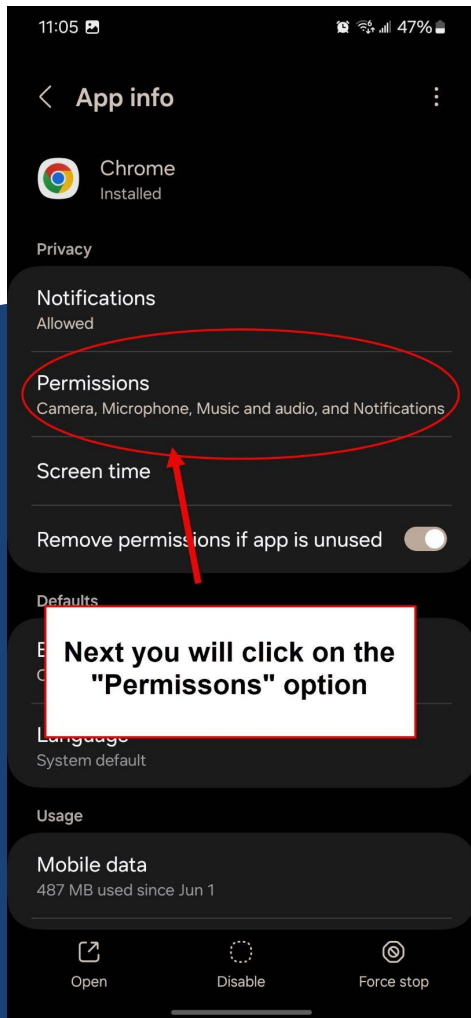 11:05 47%
App info
Chrome
Installed
Privacy
Notifications
Allowed
Permissions
Camera, Microphone, Music and audio, and Notifications
Screen time
Remove permissions if app is unused
Defaults
Next you will click on the
"Permissons" option
Language
System default
Usage
Mobile data
487 MB used since Jun 1
Open Disable Force stop